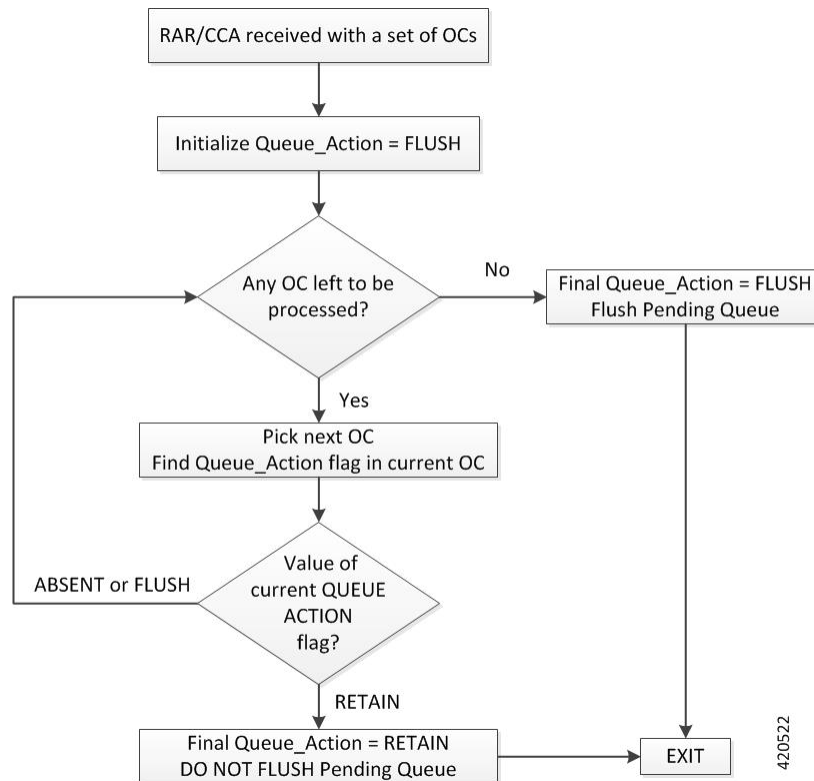 RAR/CCA received with a set of OCs
Initialize Queue_Action = FLUSH
Any OC left to be
processed?
No
Final Queue_Action = FLUSH
Flush Pending Queue
Yes
Pick next OC
Find Queue_Action flag in current OC
Value of
current QUEUE
ACTION
flag?
ABSENT or FLUSH
RETAIN
Final Queue_Action = RETAIN
DO NOT FLUSH Pending Queue
EXIT
420522